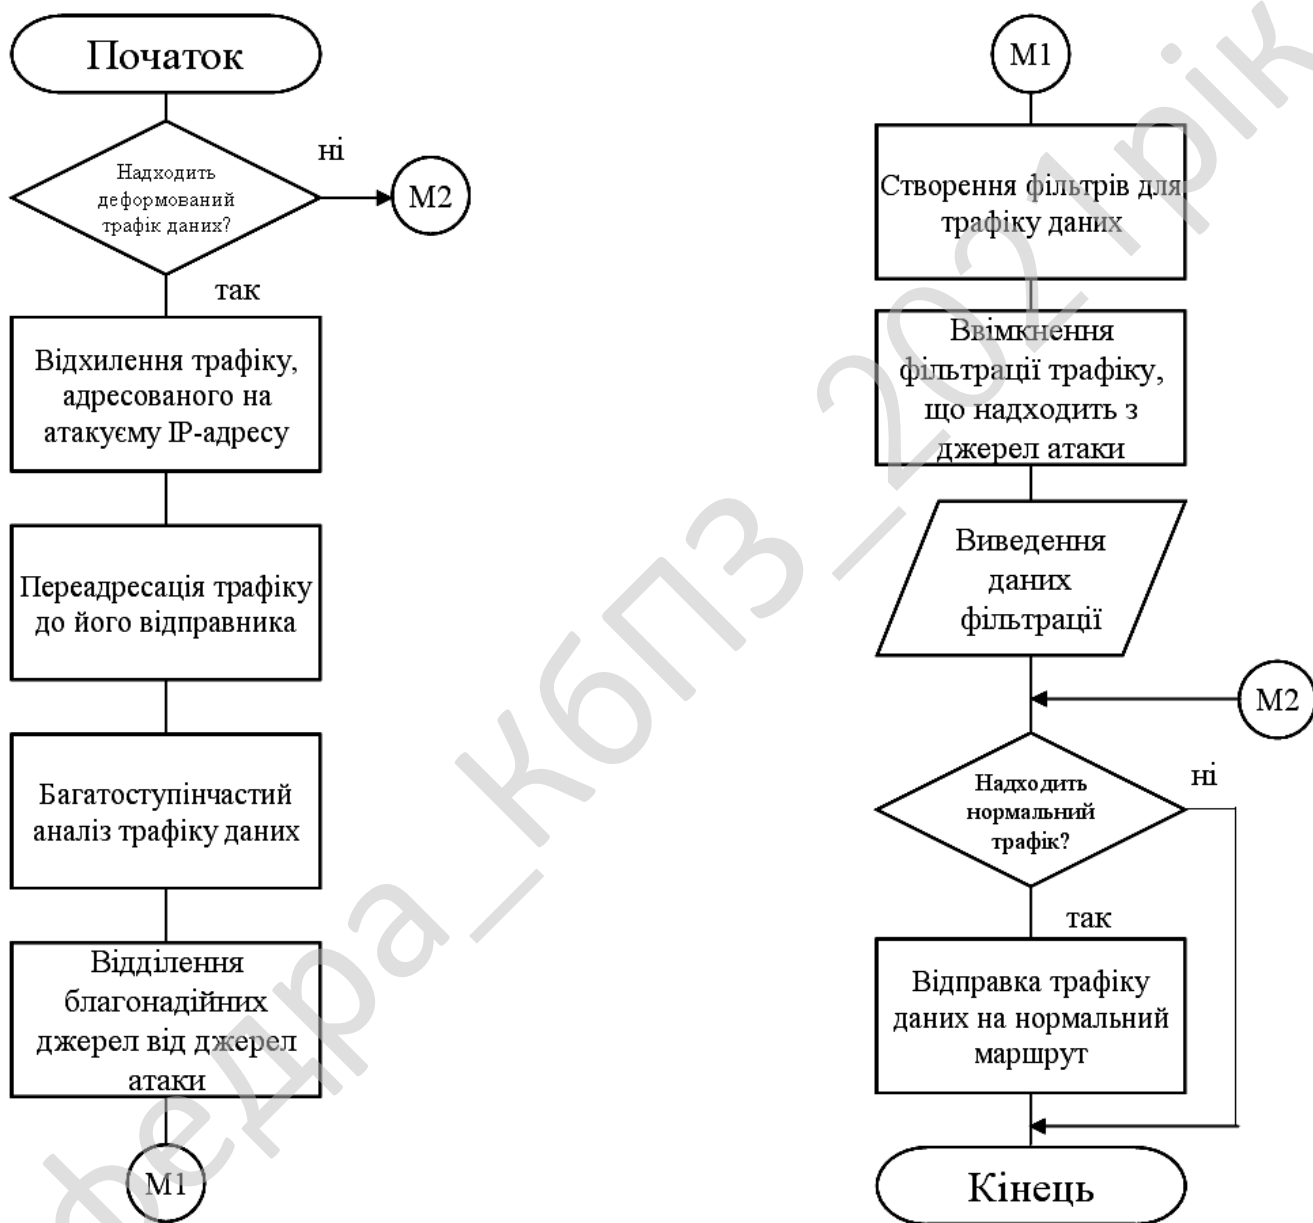 Початок
Надходить
деформований
трафік даних?
ні
М2
так
Відхилення трафіку,
адресованого на
атакуєму ІР-адресу
Переадресація трафіку
до його відправника
Багатоступінчастий
аналіз трафіку даних
Відділення
благонадійних
джерел від джерел
атаки
М1
М1
Створення фільтрів для
трафіку даних
Ввімкнення
фільтрації трафіку,
що надходить з
джерел атаки
Виведення
даних
фільтрації
М2
Надходить
нормальний
трафік?
ні
так
Відправка трафіку
даних на нормальний
маршрут
Кінець
федра_КбПЗ_2021рік